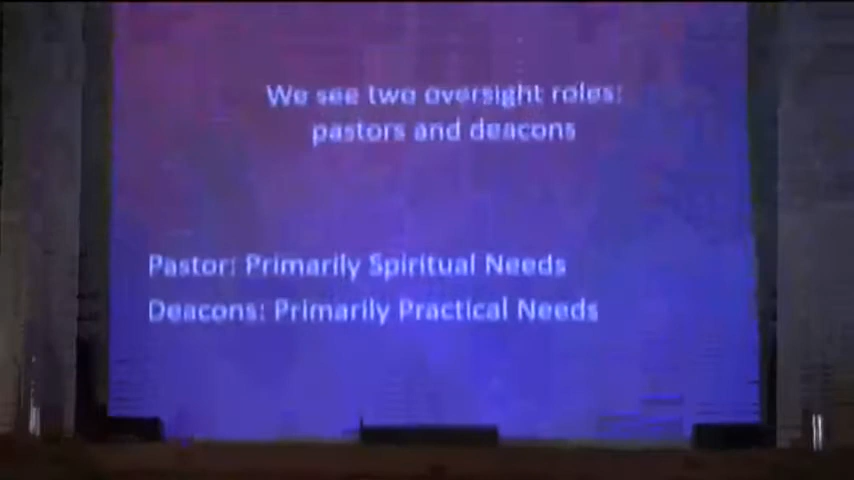 We see two oversight roles:
pastors and deacons
Pastor: Primarily Spiritual Needs
Deacons: Primarily Practical Needs